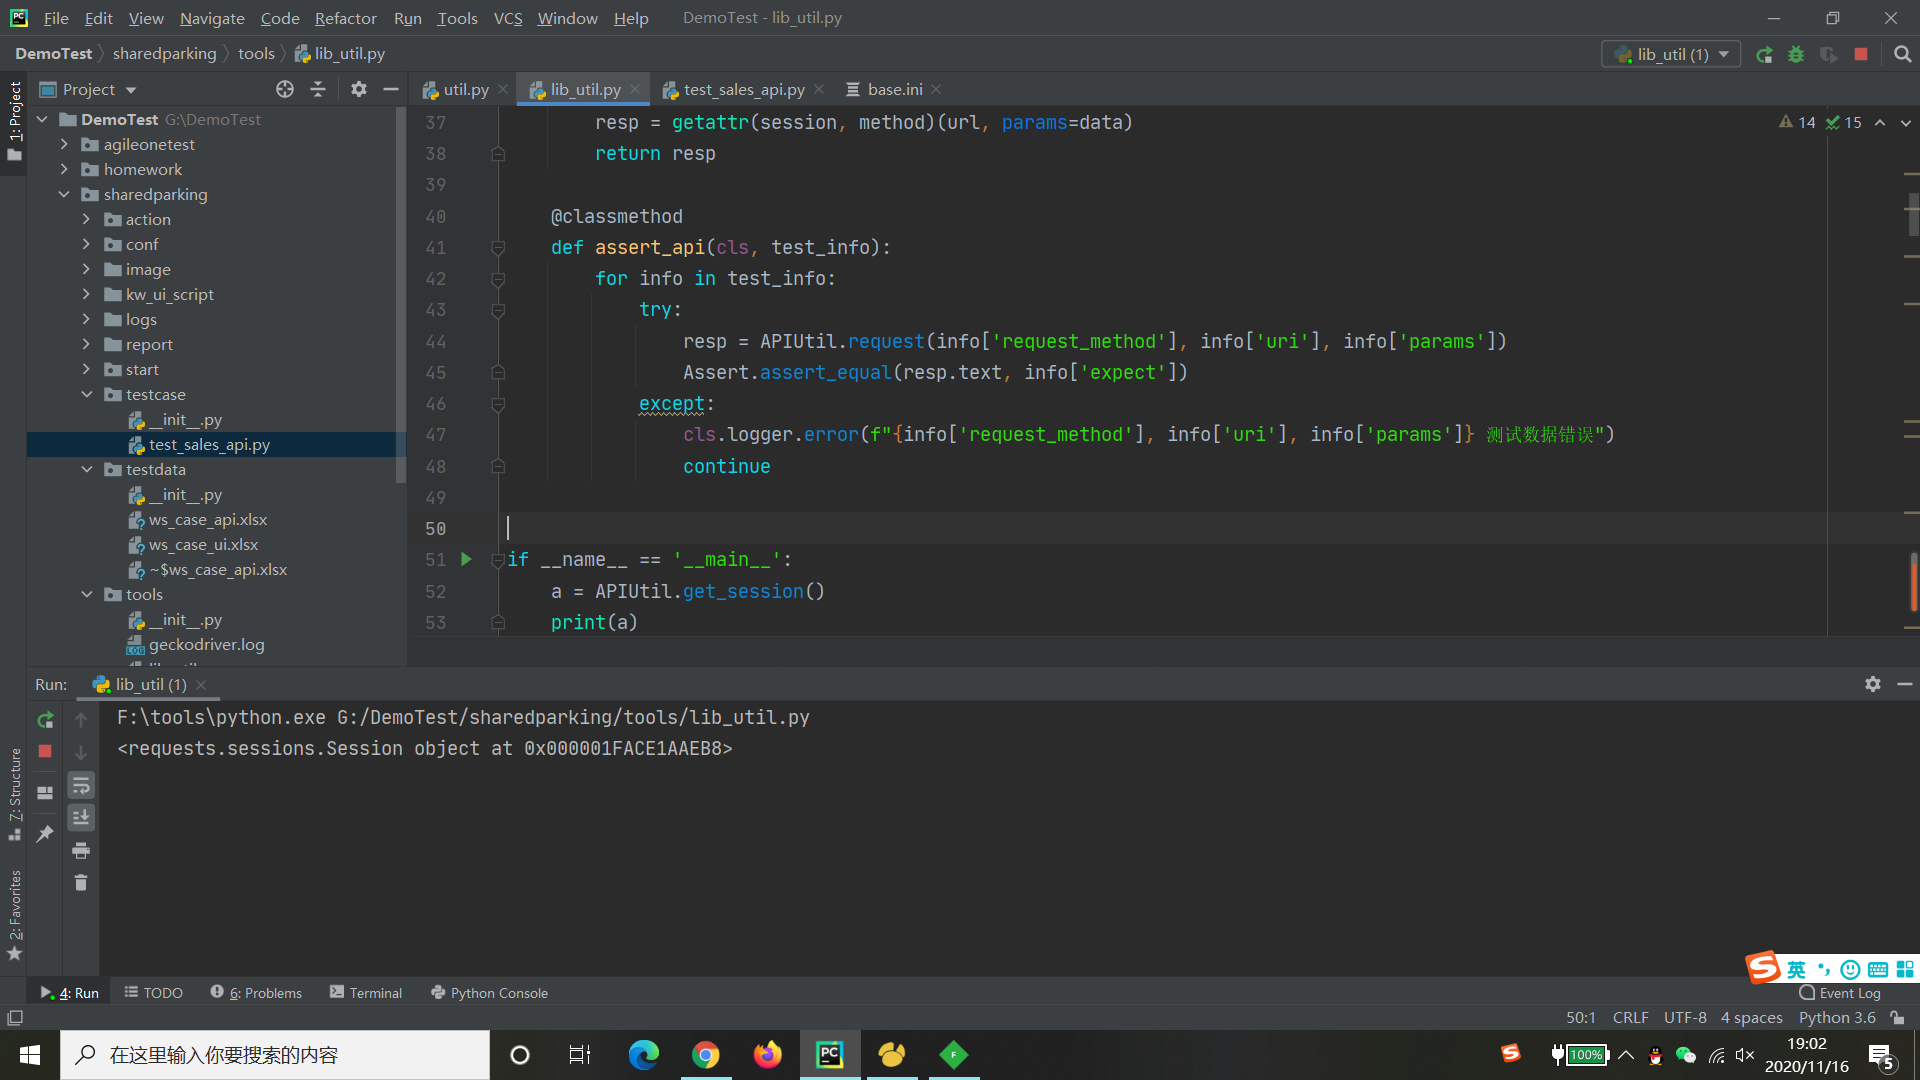 File Edit View Navigate Code Refactor Run Tools VCS Window Help DemoTest - lib_util.py
DemoTest sharedparking tools lib_util.py lib_util (1)
1: Project
Project
util.py lib_util.py test_sales_api.py base.ini
DemoTest G:\DemoTest
agileonetest
homework
sharedparking
action
conf
image
kw_ui_script
logs
report
start
testcase
__init__.py
test_sales_api.py
testdata
__init__.py
ws_case_api.xlsx
ws_case_ui.xlsx
~$ws_case_api.xlsx
tools
__init__.py
geckodriver.log
14 15
37 resp = getattr(session, method)(url, params=data)
38 return resp
39
40 @classmethod
41 def assert_api(cls, test_info):
42 for info in test_info:
43 try:
44 resp = APIUtil.request(info['request_method'], info['uri'], info['params'])
45 Assert.assert_equal(resp.text, info['expect'])
46 except:
47 cls.logger.error(f"{info['request_method'], info['uri'], info['params']} 测试数据错误")
48 continue
49
50
51 if __name__ == '__main__':
52 a = APIUtil.get_session()
53 print(a)
Run: lib_util (1)
F:\tools\python.exe G:/DemoTest/sharedparking/tools/lib_util.py
<requests.sessions.Session object at 0x000001FACE1AAEB8>
7: Structure
2: Favorites
英
4: Run TODO 6: Problems Terminal Python Console Event Log
50:1 CRLF UTF-8 4 spaces Python 3.6
在这里输入你要搜索的内容
100%
19:02
2020/11/16
5